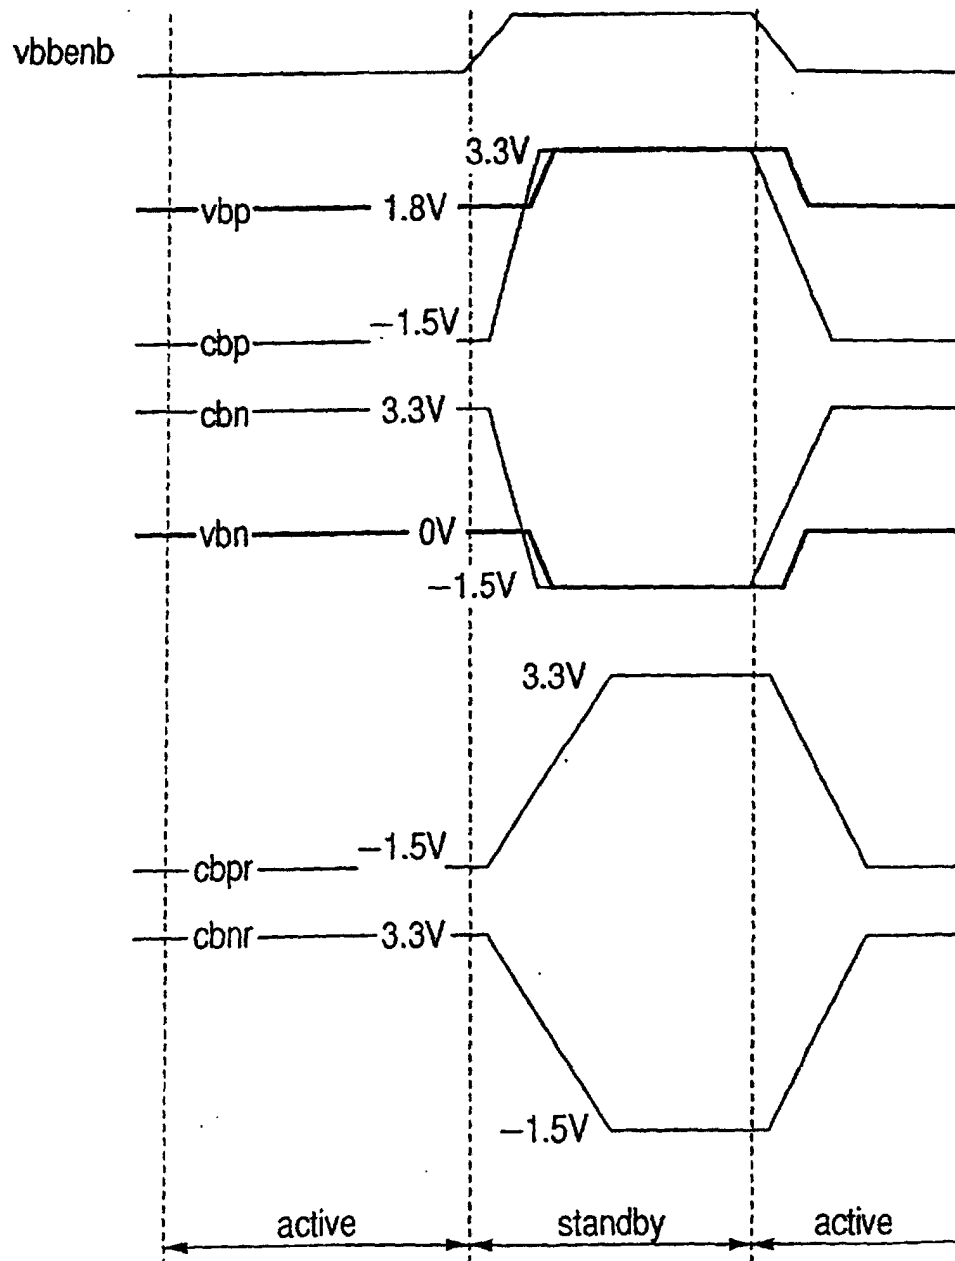 vbbenb
3.3V
vbp 1.8V
−1.5V
cbp
cbn 3.3V
vbn 0V
−1.5V
3.3V
−1.5V
cbpr
cbnr 3.3V
−1.5V
active standby active